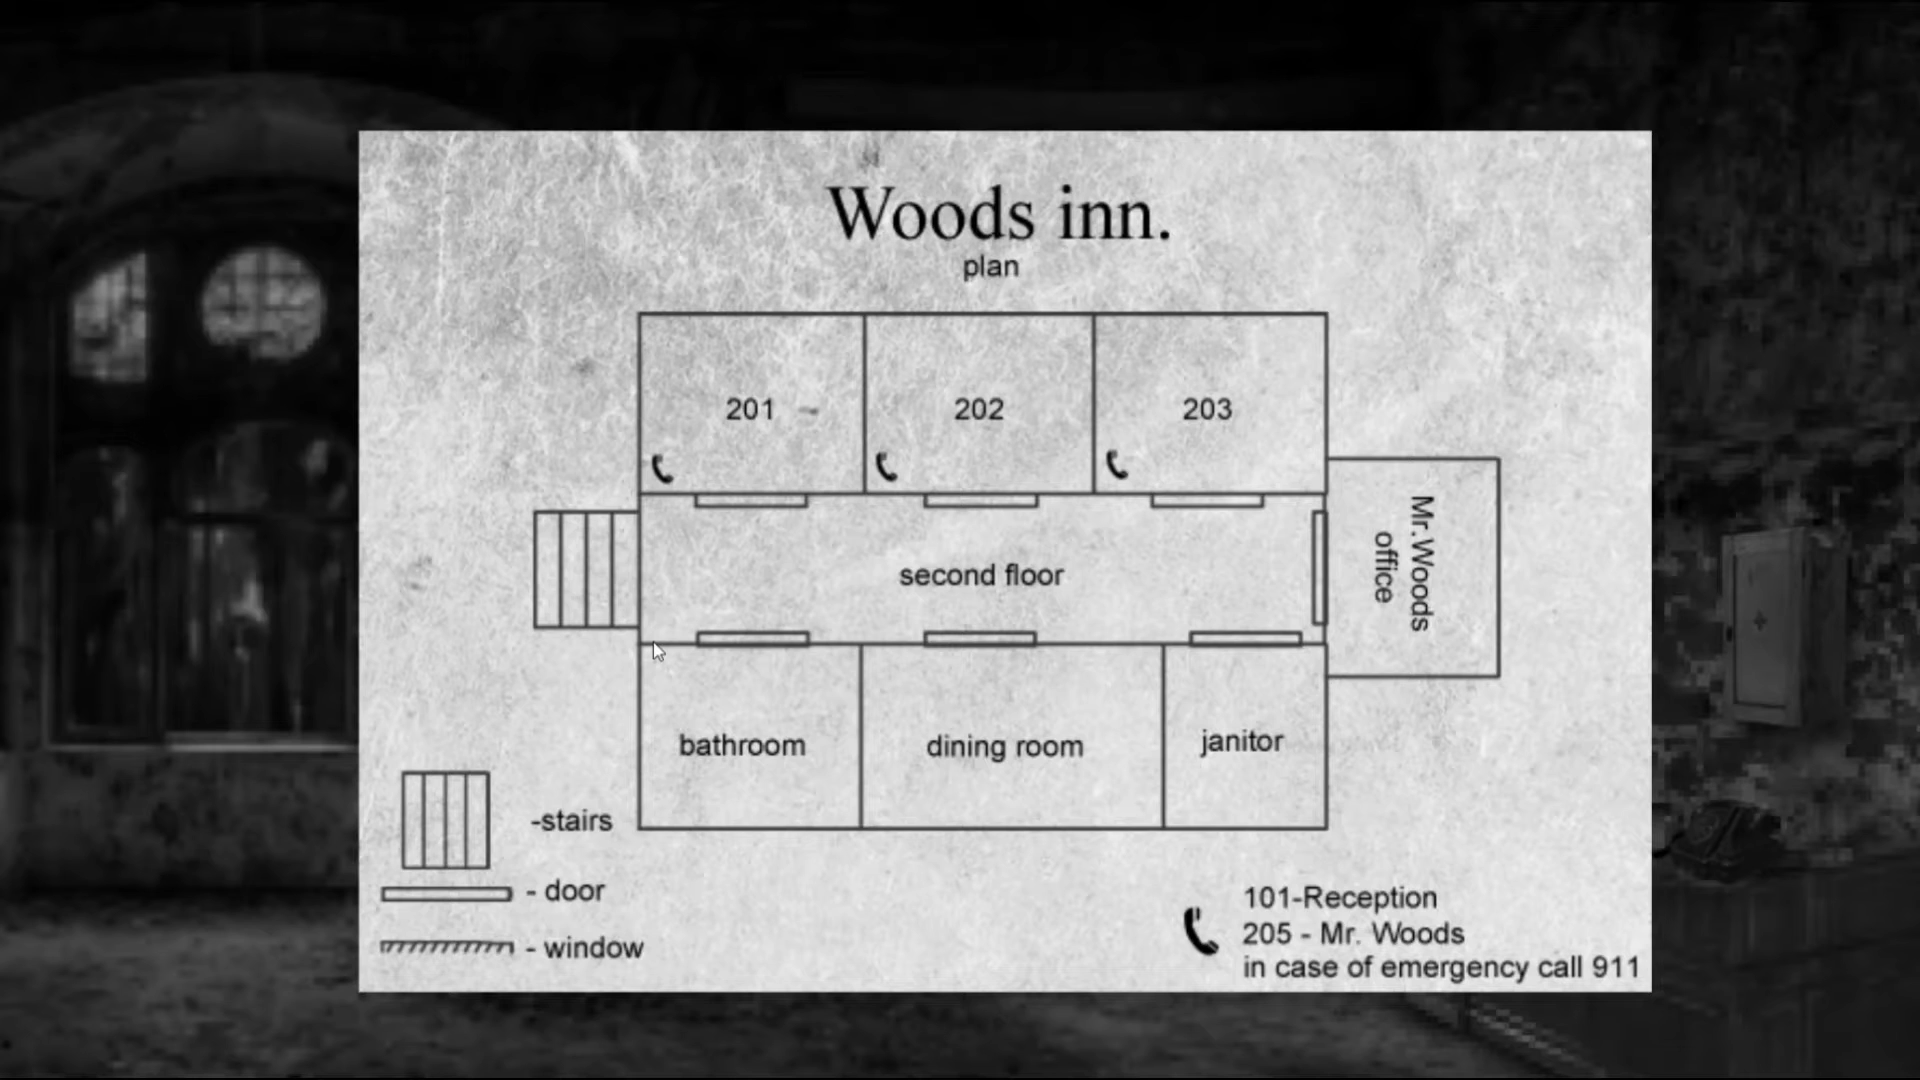 Woods inn.
plan
201
202
203
second floor
Mr.Woods
office
bathroom
dining room
janitor
-stairs
- door
- window
101-Reception
205 - Mr. Woods
in case of emergency call 911